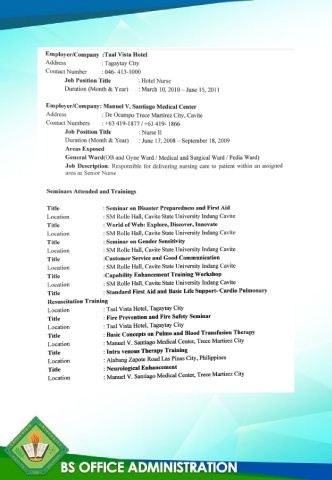 Employer/Company :Taal Vista Hotel
Address : Tagaytay City
Contact Number : 046- 413-1000
Job Position Title : Hotel Nurse
Duration (Month & Year) : March 10, 2010 – June 15, 2011
Employer/Company: Manuel V. Santiago Medical Center
Address : De Ocampo Trece Martirez City, Cavite
Contact Numbers : +63 419-1877 / +63 419- 1866
Job Position Title : Nurse II
Duration (Month & Year) : June 17, 2008 – September 18, 2009
Areas Exposed
General Ward(OB and Gyne Ward / Medical and Surgical Ward / Pedia Ward)
Job Description: Responsible for delivering nursing care to patient within an assigned
area as Senior Nurse
Seminars Attended and Trainings
Title : Seminar on Disaster Preparedness and First Aid
Location : SM Rolle Hall, Cavite State University Indang Cavite
Title : World of Web: Explore, Discover, Innovate
Location : SM Rolle Hall, Cavite State University Indang Cavite
Title : Seminar on Gender Sensitivity
Location : SM Rolle Hall, Cavite State University Indang Cavite
Title :Customer Service and Good Communication
Location : SM Rolle Hall, Cavite State University Indang Cavite
Title :Capability Enhancement Training Workshop
Location : SM Rolle Hall, Cavite State University Indang Cavite
Title : Standard First Aid and Basic Life Support- Cardio Pulmonary
Resuscitation Training
Location : Taal Vista Hotel, Tagaytay City
Title : Fire Prevention and Fire Safety Seminar
Location : Taal Vista Hotel, Tagaytay City
Title : Basic Concepts on Pulmo and Blood Transfusion Therapy
Location : Manuel V. Santiago Medical Center, Trece Martirez City
Title : Intra venous Therapy Training
Location : Alabang Zapote Road Las Pinas City, Philippines
Title : Neurological Enhancement
Location : Manuel V. Santiago Medical Center, Trece Martirez City
BS OFFICE ADMINISTRATION